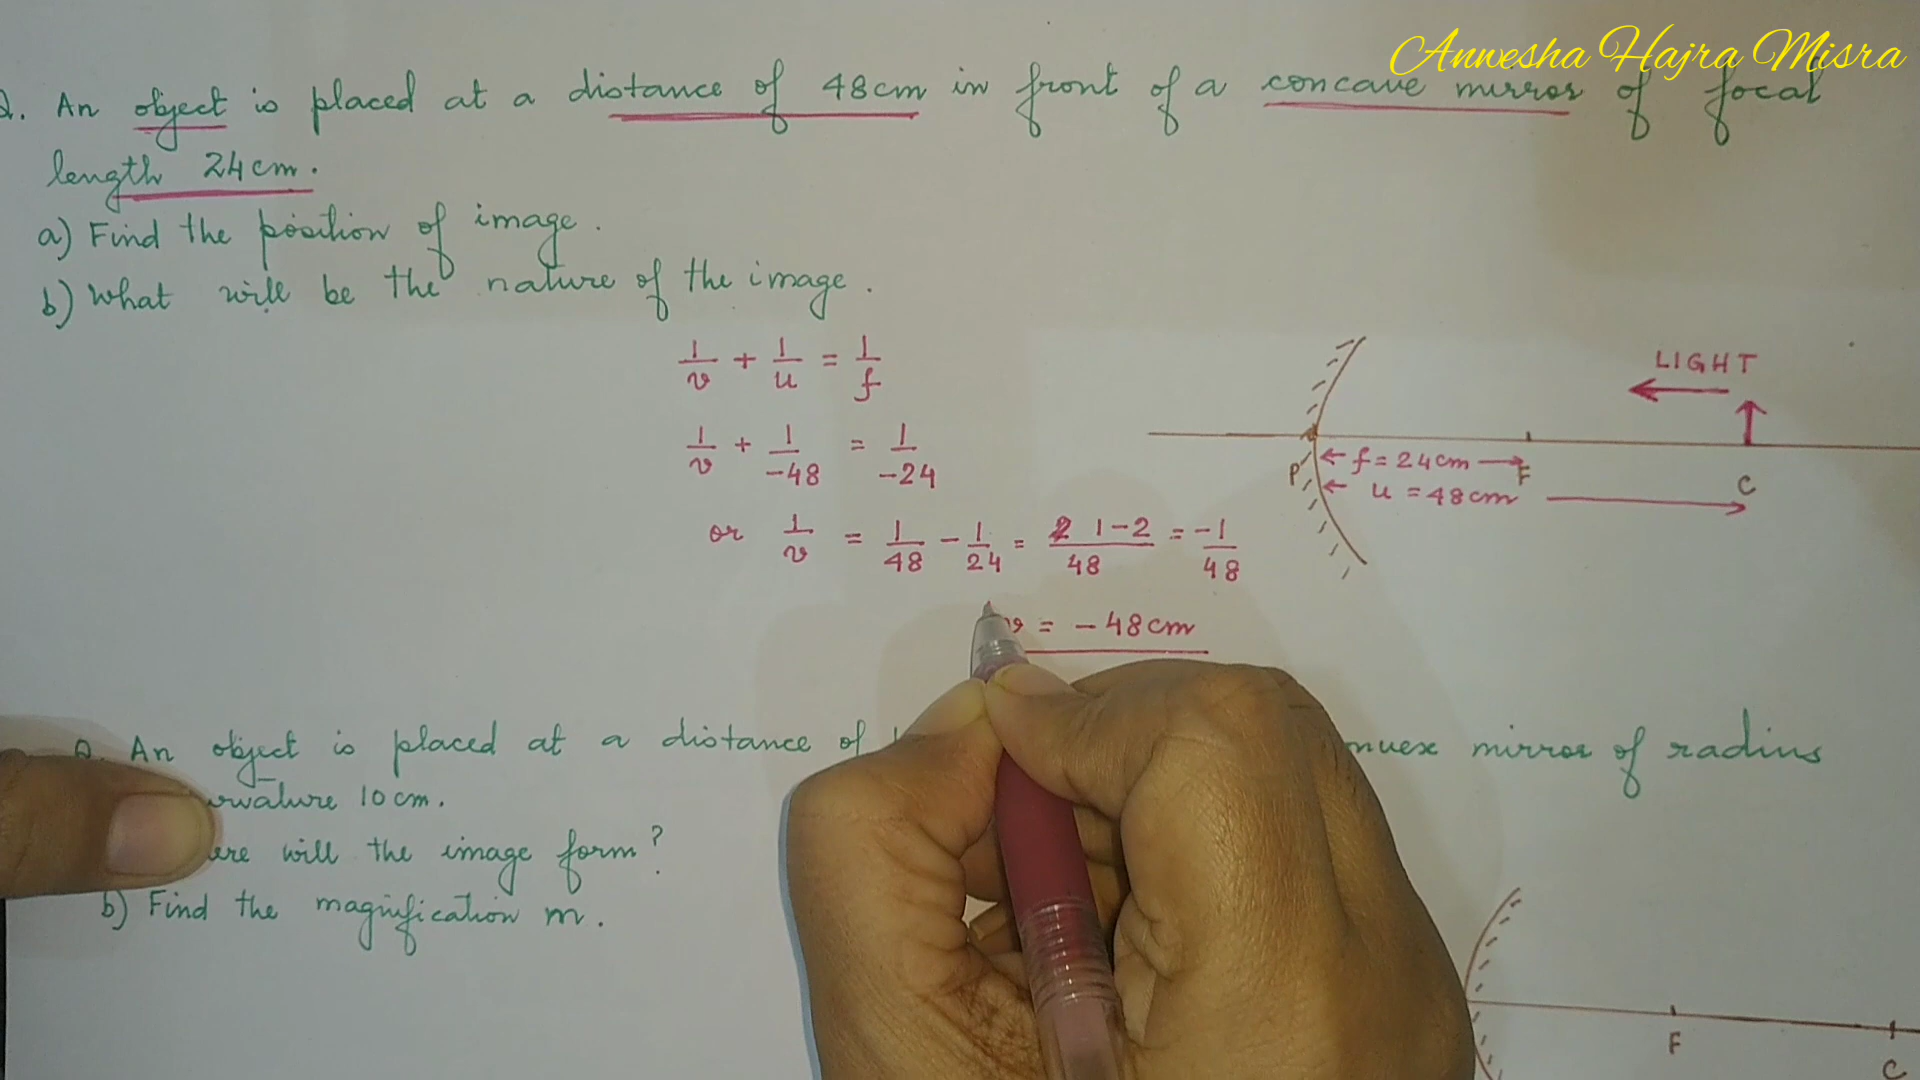 Anwesha Hajra Misra
Q. An object is placed at a distance of 48cm in front of a concave mirror of focal
length 24cm.
a) Find the position of image.
b) What will be the nature of the image.
1/v + 1/u = 1/f
1/v + 1/-48 = 1/-24
or 1/v = 1/48 - 1/24 = 1-2/48 = -1/48
v = -48cm
LIGHT
P
← f = 24cm → F
← u = 48cm → C
Q. An object is placed at a distance of mirror of radius
10cm.
will the image form?
b) Find the magnification m.
F
C